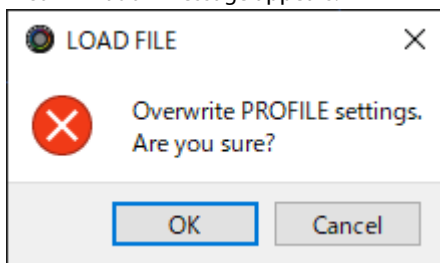 LOAD FILE
Overwrite PROFILE settings.
Are you sure?
OK
Cancel